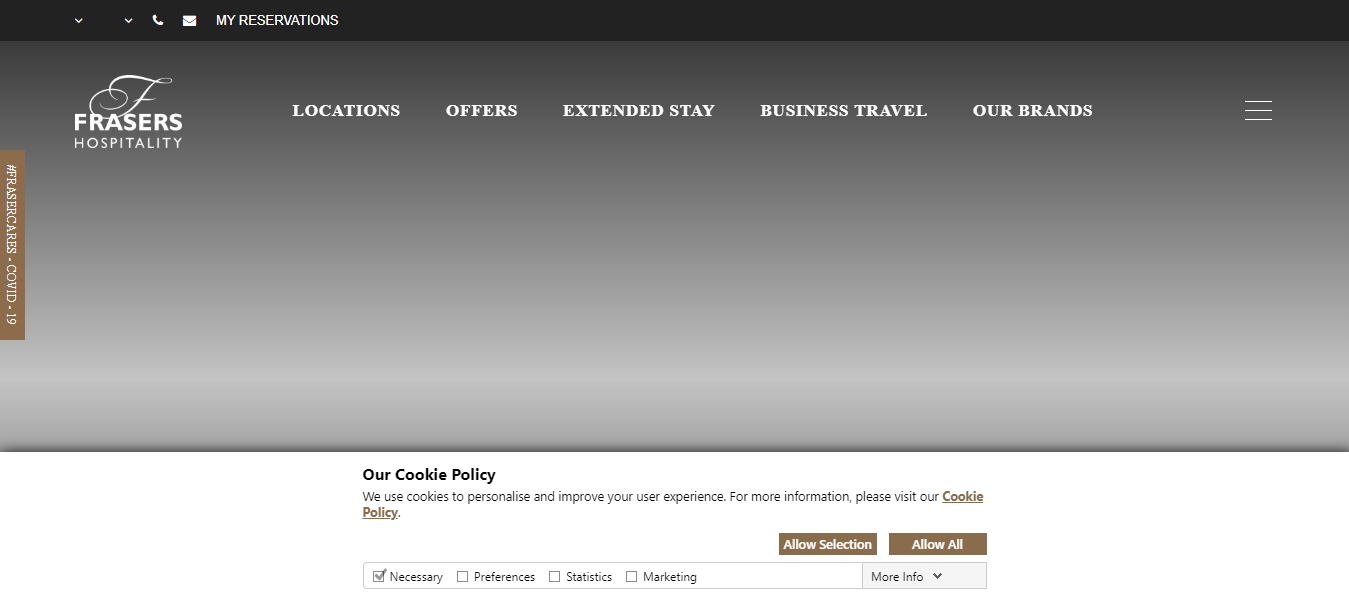 MY RESERVATIONS
F
FRASERS
HOSPITALITY
LOCATIONS
OFFERS
EXTENDED STAY
BUSINESS TRAVEL
OUR BRANDS
#FRASERCARES - COVID - 19
Our Cookie Policy
We use cookies to personalise and improve your user experience. For more information, please visit our Cookie
Policy.
Allow Selection
Allow All
Necessary
Preferences
Statistics
Marketing
More Info